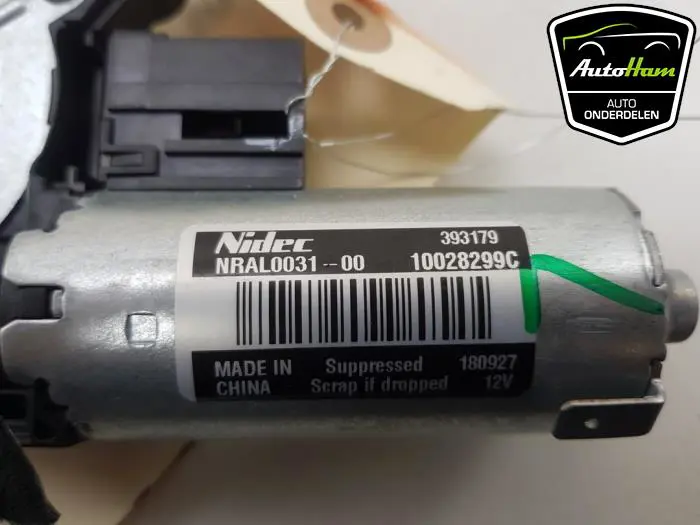 AutoHam
AUTO
ONDERDELEN
Nidec 393179
NRAL0031--00 10028299C
MADE IN Suppressed 180927
CHINA Scrap if dropped 12V